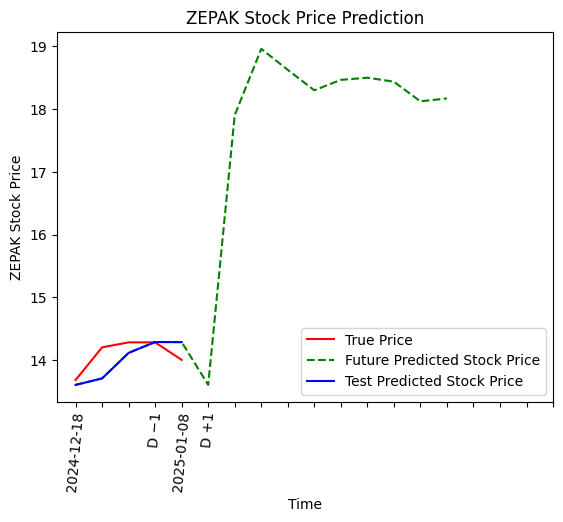 ZEPAK Stock Price Prediction
ZEPAK Stock Price
19
18
17
16
15
14
True Price
Future Predicted Stock Price
Test Predicted Stock Price
2024-12-18
D −1
2025-01-08
D +1
Time